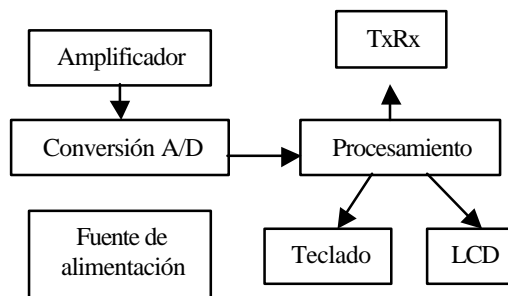 TxRx
Amplificador
Conversión A/D
Procesamiento
Fuente de
alimentación
Teclado
LCD